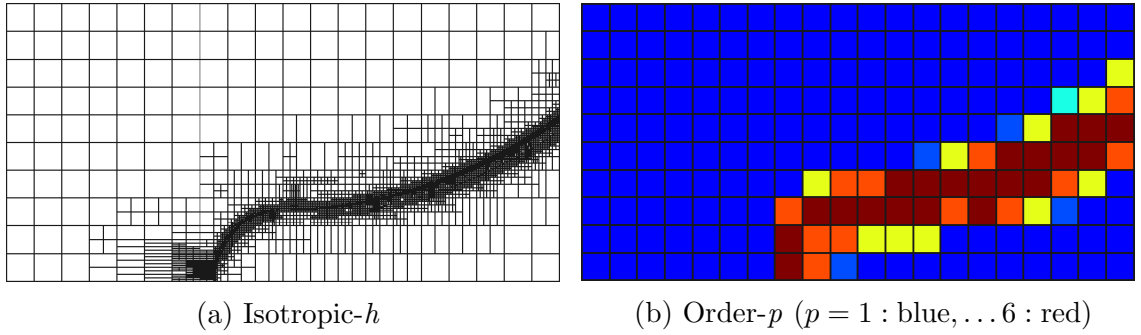 (a) Isotropic-h
(b) Order-p (p = 1 : blue, ... 6 : red)